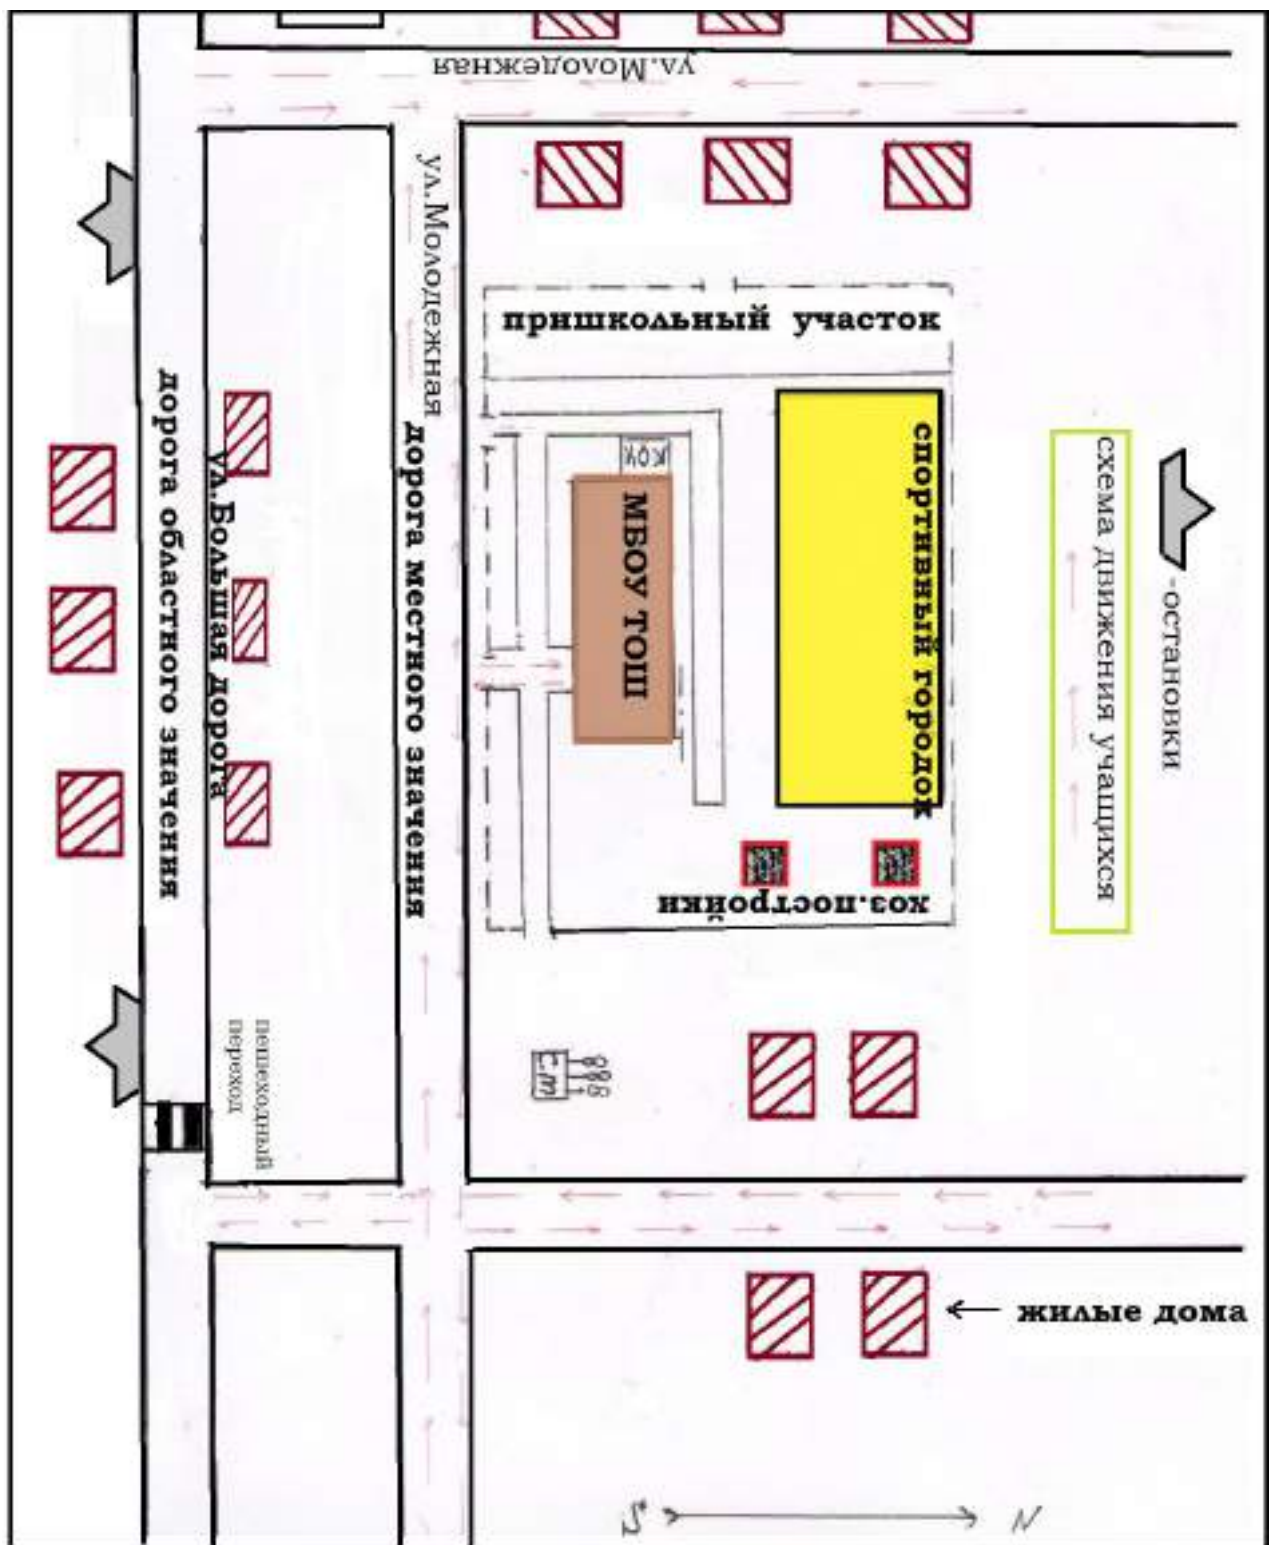 ул.Молодежная
ул.Молодежная
пришкольный участок
дорога областного значения
ул.Большая дорога
дорога местного значения
МБОУ ТОШ
спортивный городок
схема движения учащихся
-остановки
хоз.постройки
пешеходный
переход
жилые дома
S
N